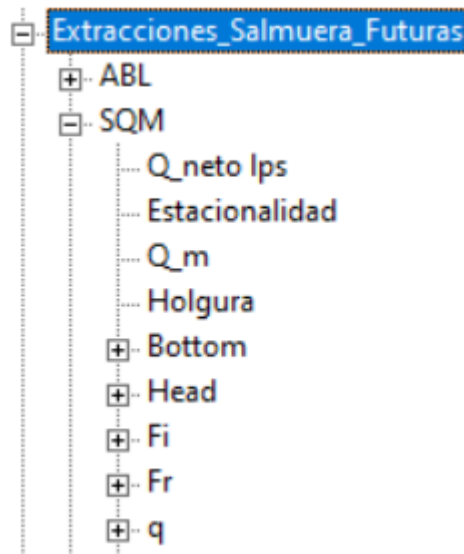 Extracciones_Salmuera_Futuras
ABL
SQM
Q_neto lps
Estacionalidad
Q_m
Holgura
Bottom
Head
Fi
Fr
q